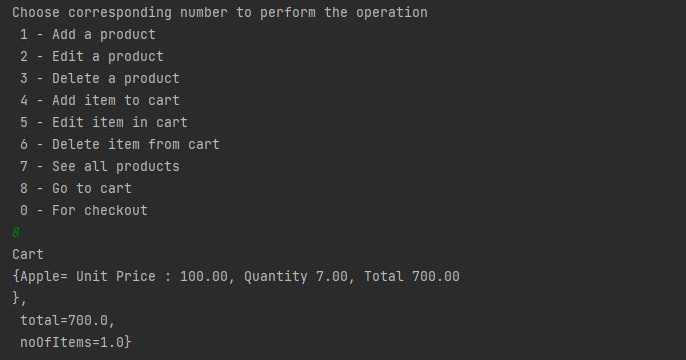 Choose corresponding number to perform the operation
 1 - Add a product
 2 - Edit a product
 3 - Delete a product
 4 - Add item to cart
 5 - Edit item in cart
 6 - Delete item from cart
 7 - See all products
 8 - Go to cart
 0 - For checkout
8
Cart
{Apple= Unit Price : 100.00, Quantity 7.00, Total 700.00
},
 total=700.0,
 noOfItems=1.0}